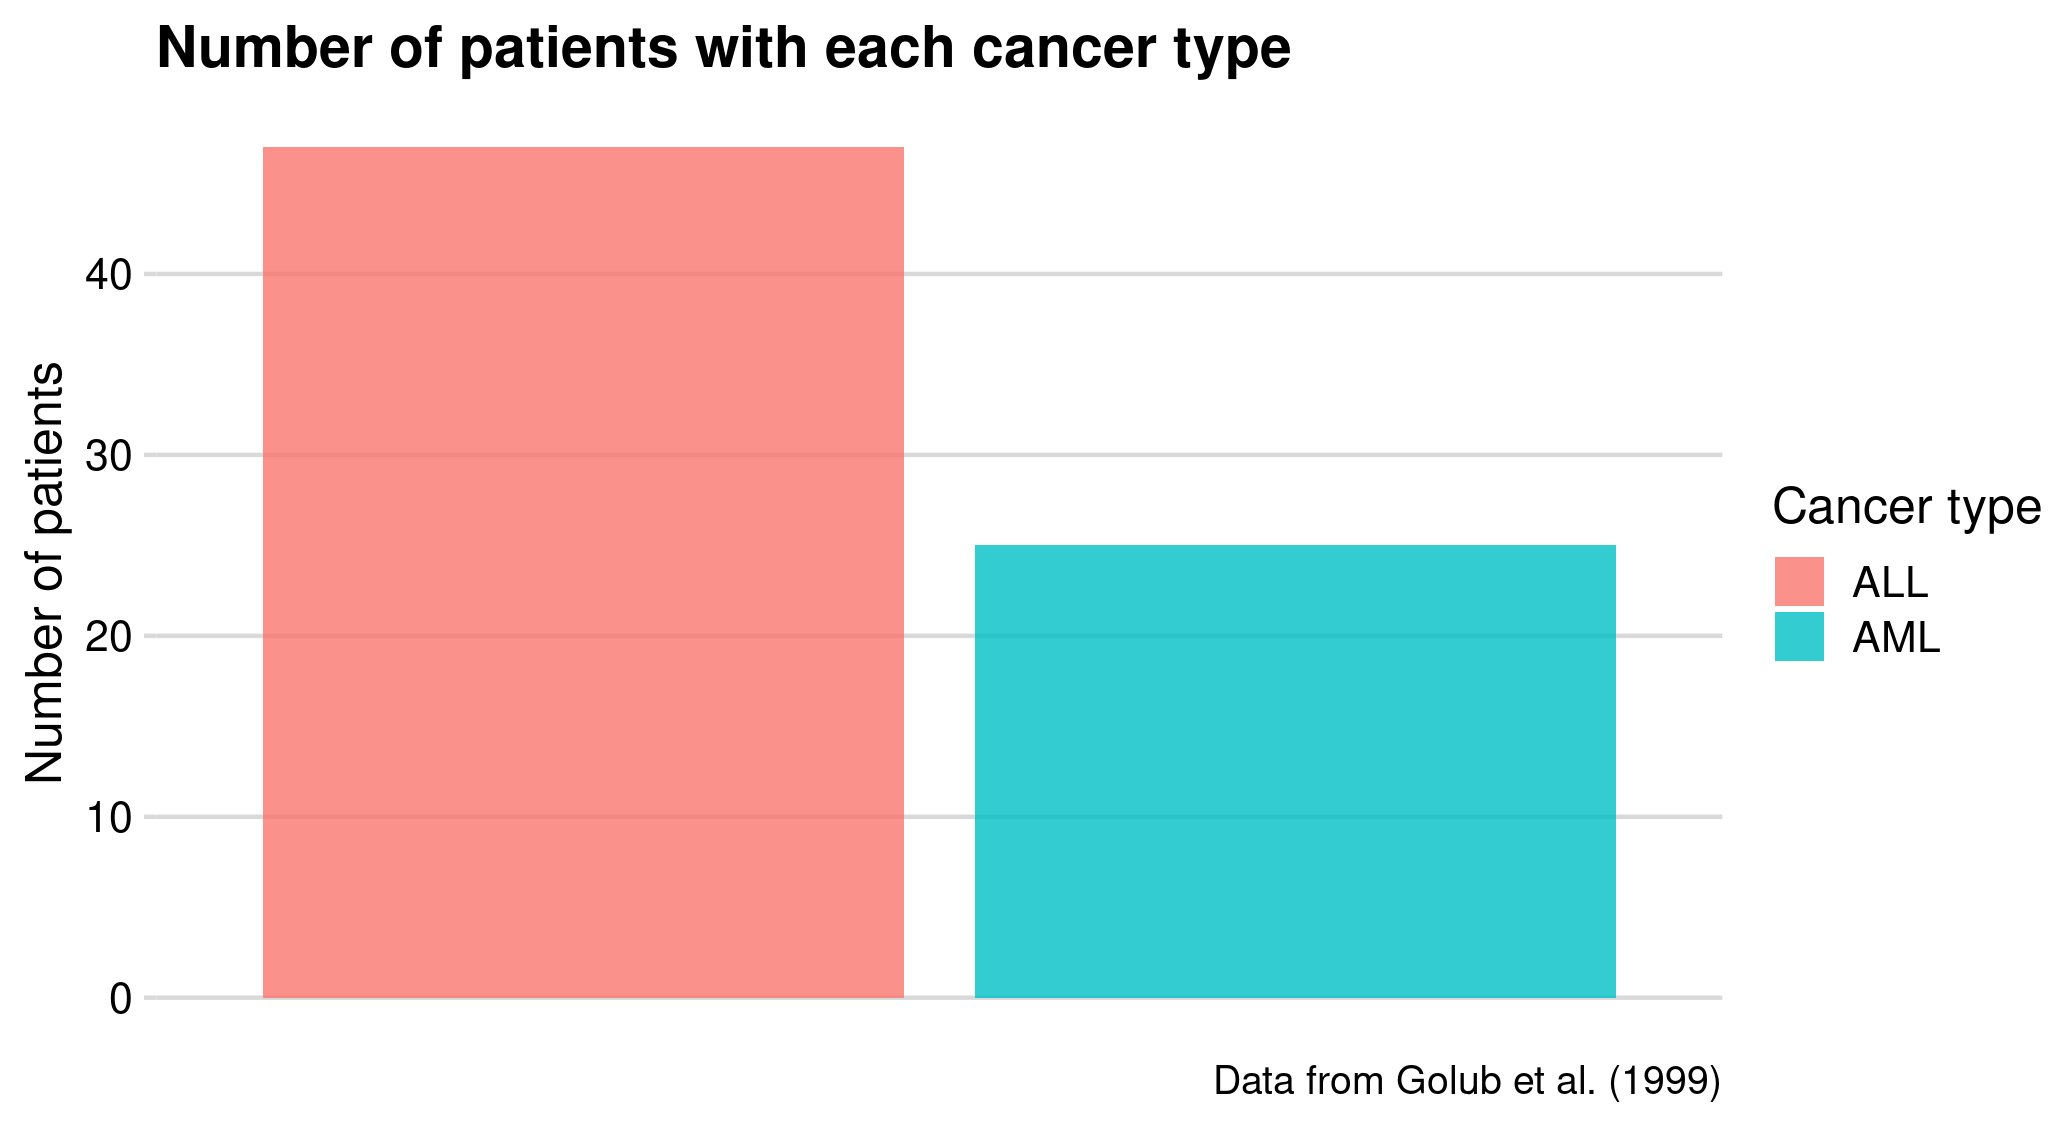 Number of patients with each cancer type
Number of patients
40
30
20
10
0
Cancer type
ALL
AML
Data from Golub et al. (1999)